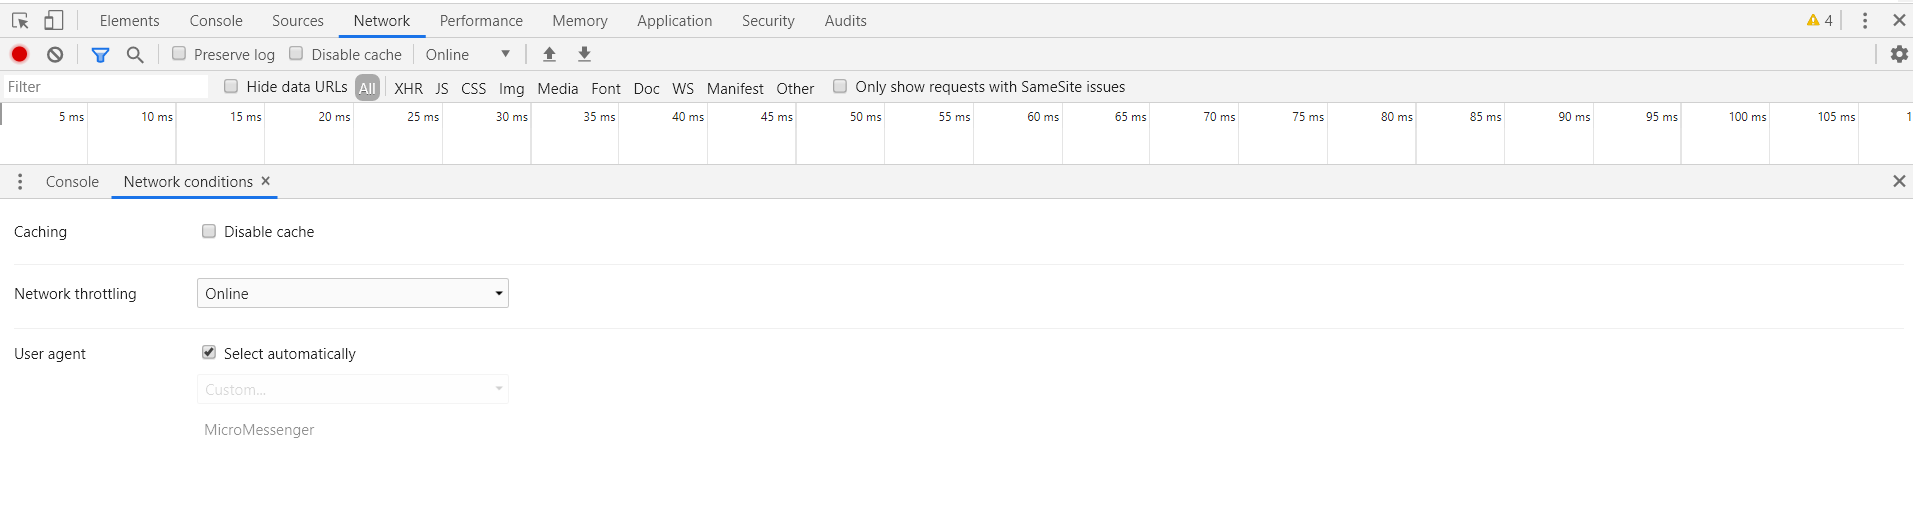 Elements Console Sources Network Performance Memory Application Security Audits 4
Preserve log Disable cache Online
Filter Hide data URLs All XHR JS CSS Img Media Font Doc WS Manifest Other Only show requests with SameSite issues
5 ms 10 ms 15 ms 20 ms 25 ms 30 ms 35 ms 40 ms 45 ms 50 ms 55 ms 60 ms 65 ms 70 ms 75 ms 80 ms 85 ms 90 ms 95 ms 100 ms 105 ms 1
Console Network conditions
Caching Disable cache
Network throttling Online
User agent Select automatically
Custom...
MicroMessenger